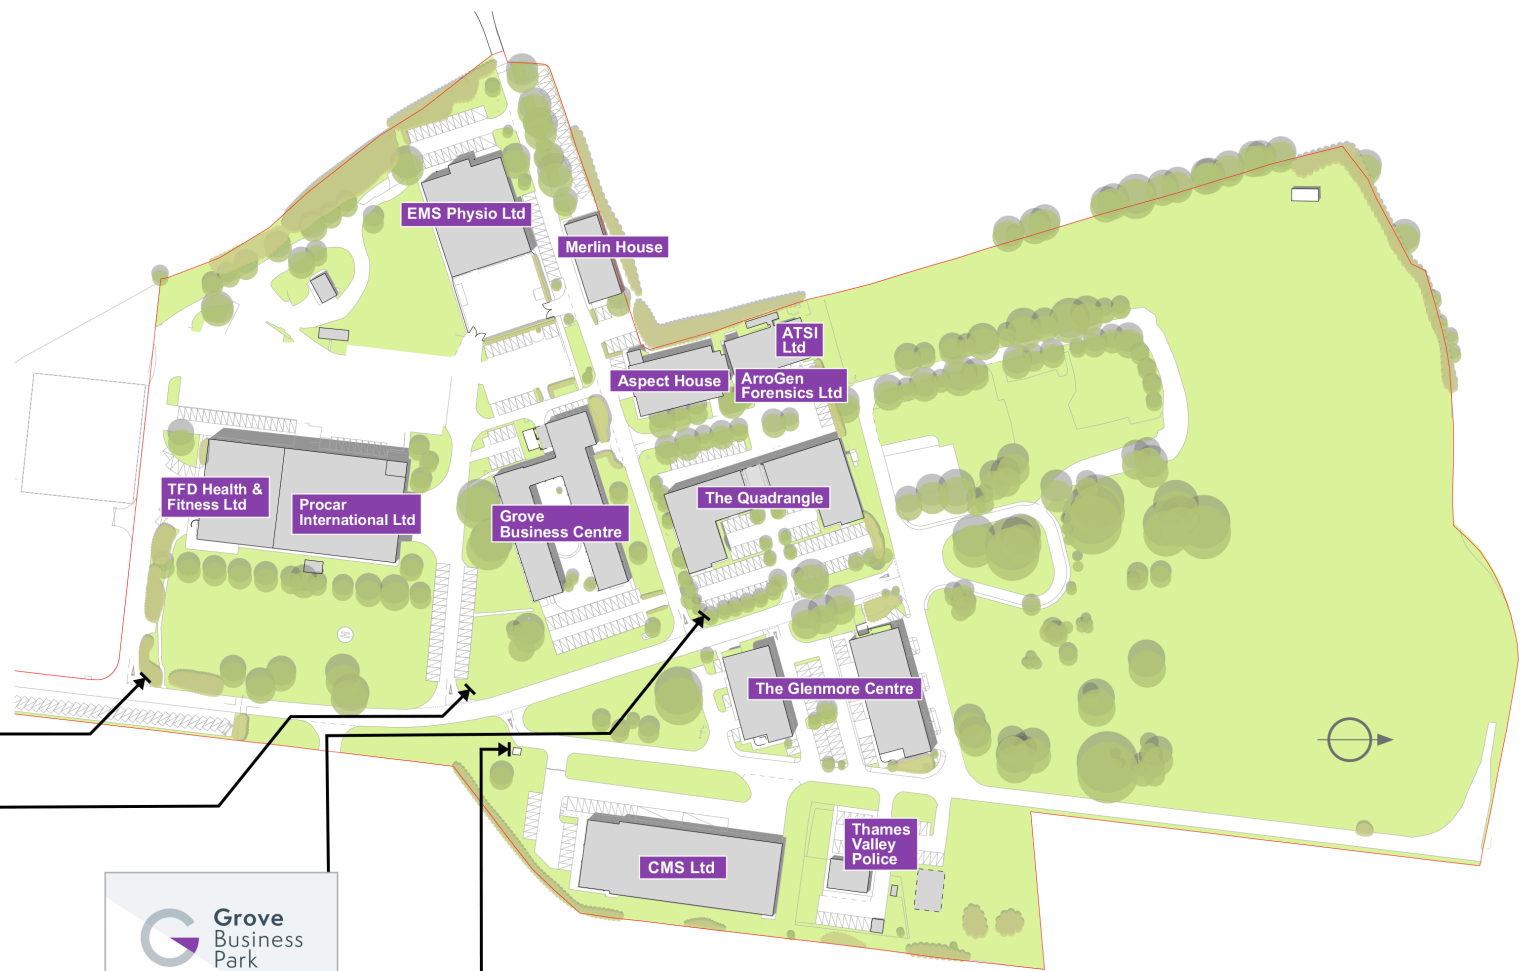 EMS Physio Ltd
Merlin House
ATSI
Ltd
Aspect House
ArroGen
Forensics Ltd
TFD Health &
Fitness Ltd
Procar
International Ltd
Grove
Business Centre
The Quadrangle
The Glenmore Centre
CMS Ltd
Thames
Valley
Police
Grove
Business
Park